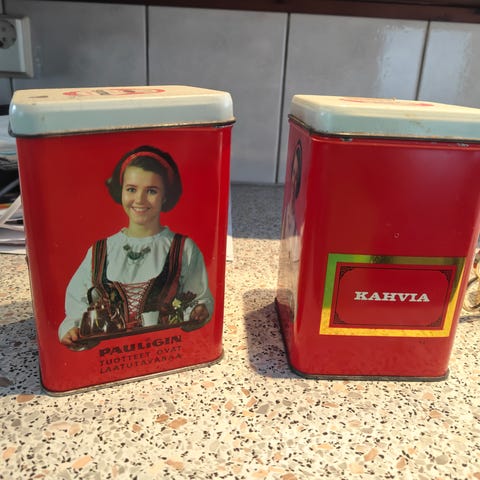 PAULIGIN
TUOTTEET OVAT
LAATUTAVARAA
KAHVIA